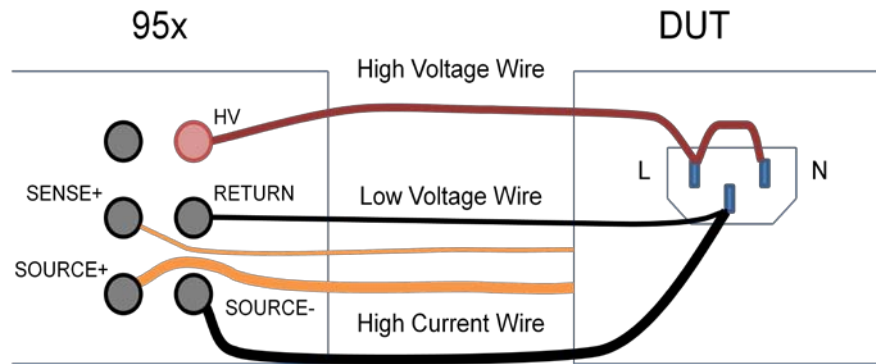 95x
DUT
High Voltage Wire
HV
L
N
SENSE+
RETURN
Low Voltage Wire
SOURCE+
SOURCE-
High Current Wire